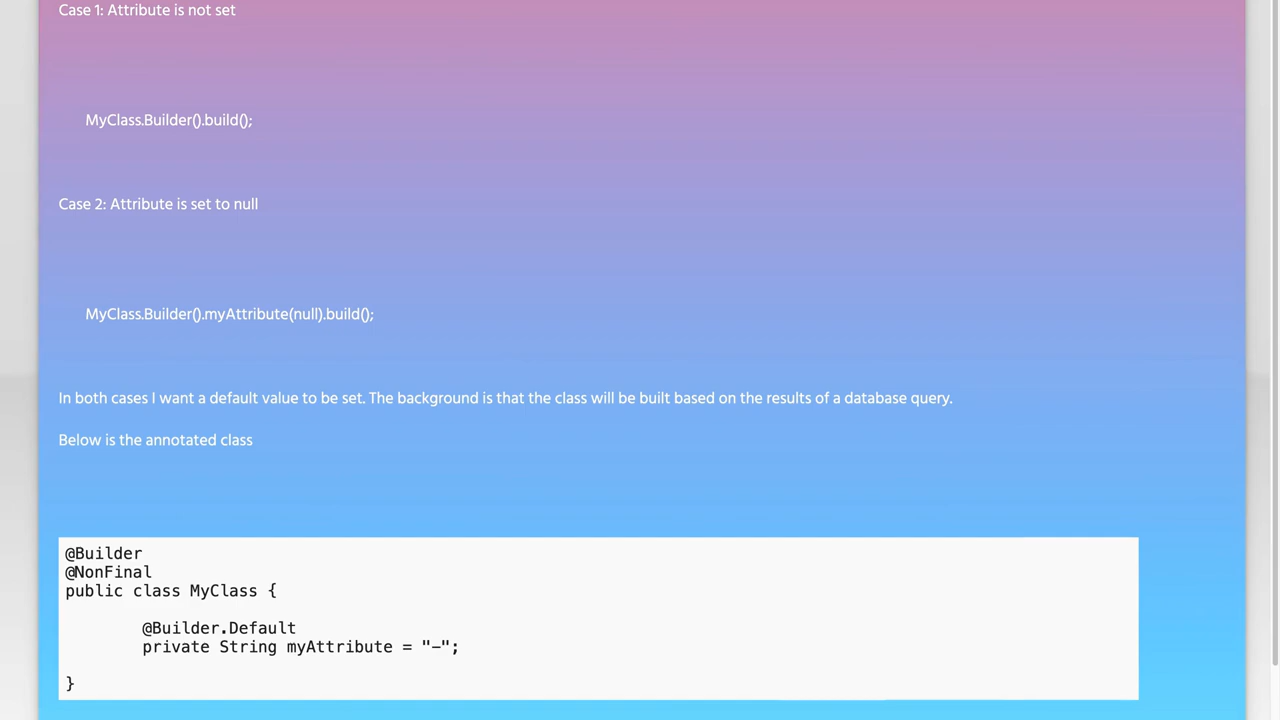 Case 1: Attribute is not set
MyClass.Builder().build();
Case 2: Attribute is set to null
MyClass.Builder().myAttribute(null).build();
In both cases I want a default value to be set. The background is that the class will be built based on the results of a database query.
Below is the annotated class
@Builder
@NonFinal
public class MyClass {
@Builder.Default
private String myAttribute = "-";
}